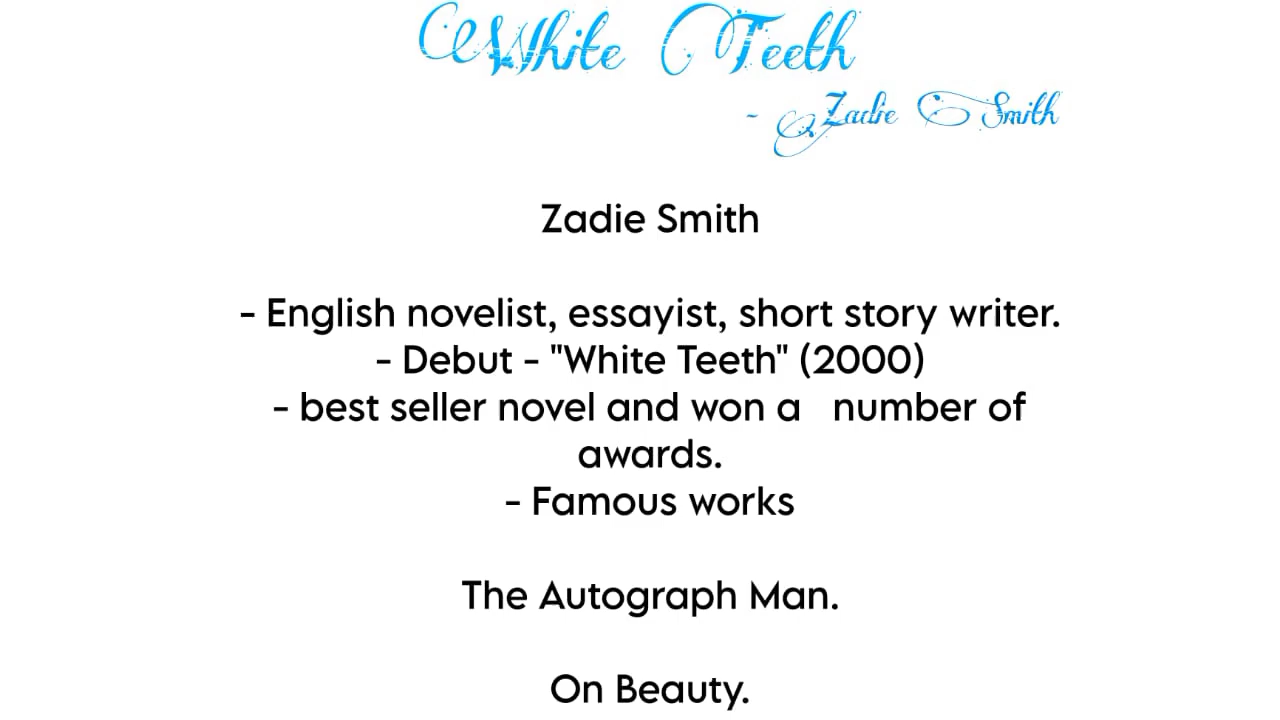 White Teeth
- Zadie Smith
Zadie Smith
- English novelist, essayist, short story writer.
- Debut - "White Teeth" (2000)
- best seller novel and won a number of
awards.
- Famous works
The Autograph Man.
On Beauty.